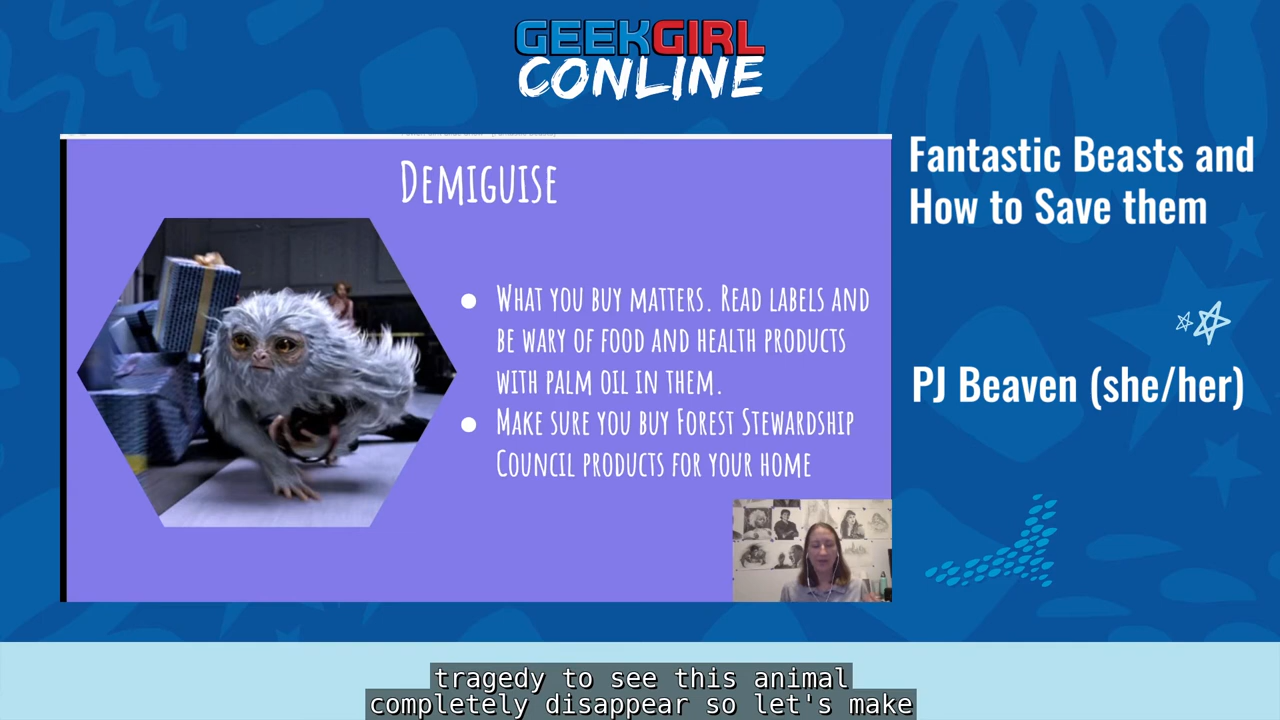 GEEKGIRL
CONLINE
Fantastic Beasts and
How to Save them
PJ Beaven (she/her)
Demiguise
● What you buy matters. Read labels and
be wary of food and health products
with palm oil in them.
● Make sure you buy Forest Stewardship
Council products for your home
tragedy to see this animal
completely disappear so let's make